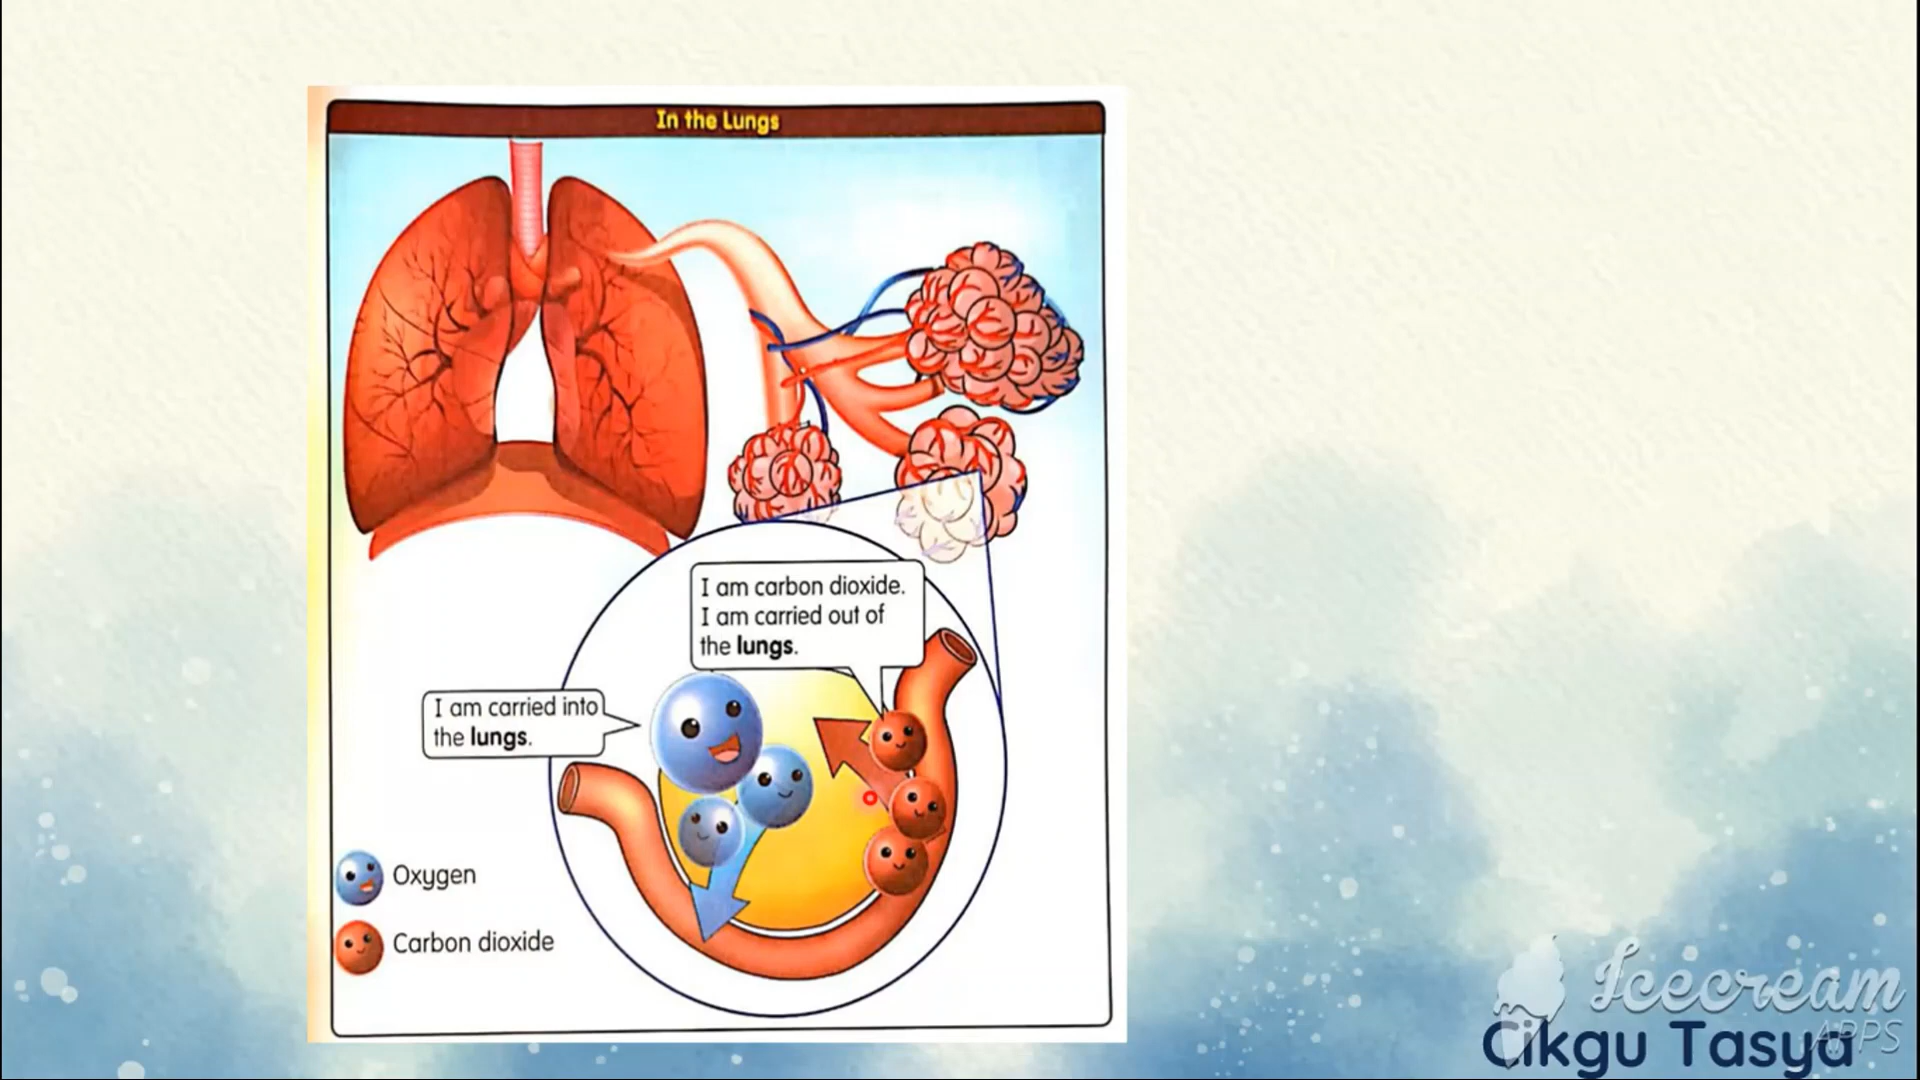 In the Lungs
I am carbon dioxide.
I am carried out of
the lungs.
I am carried into
the lungs.
Oxygen
Carbon dioxide
Icecream
APPS
Cikgu Tasya